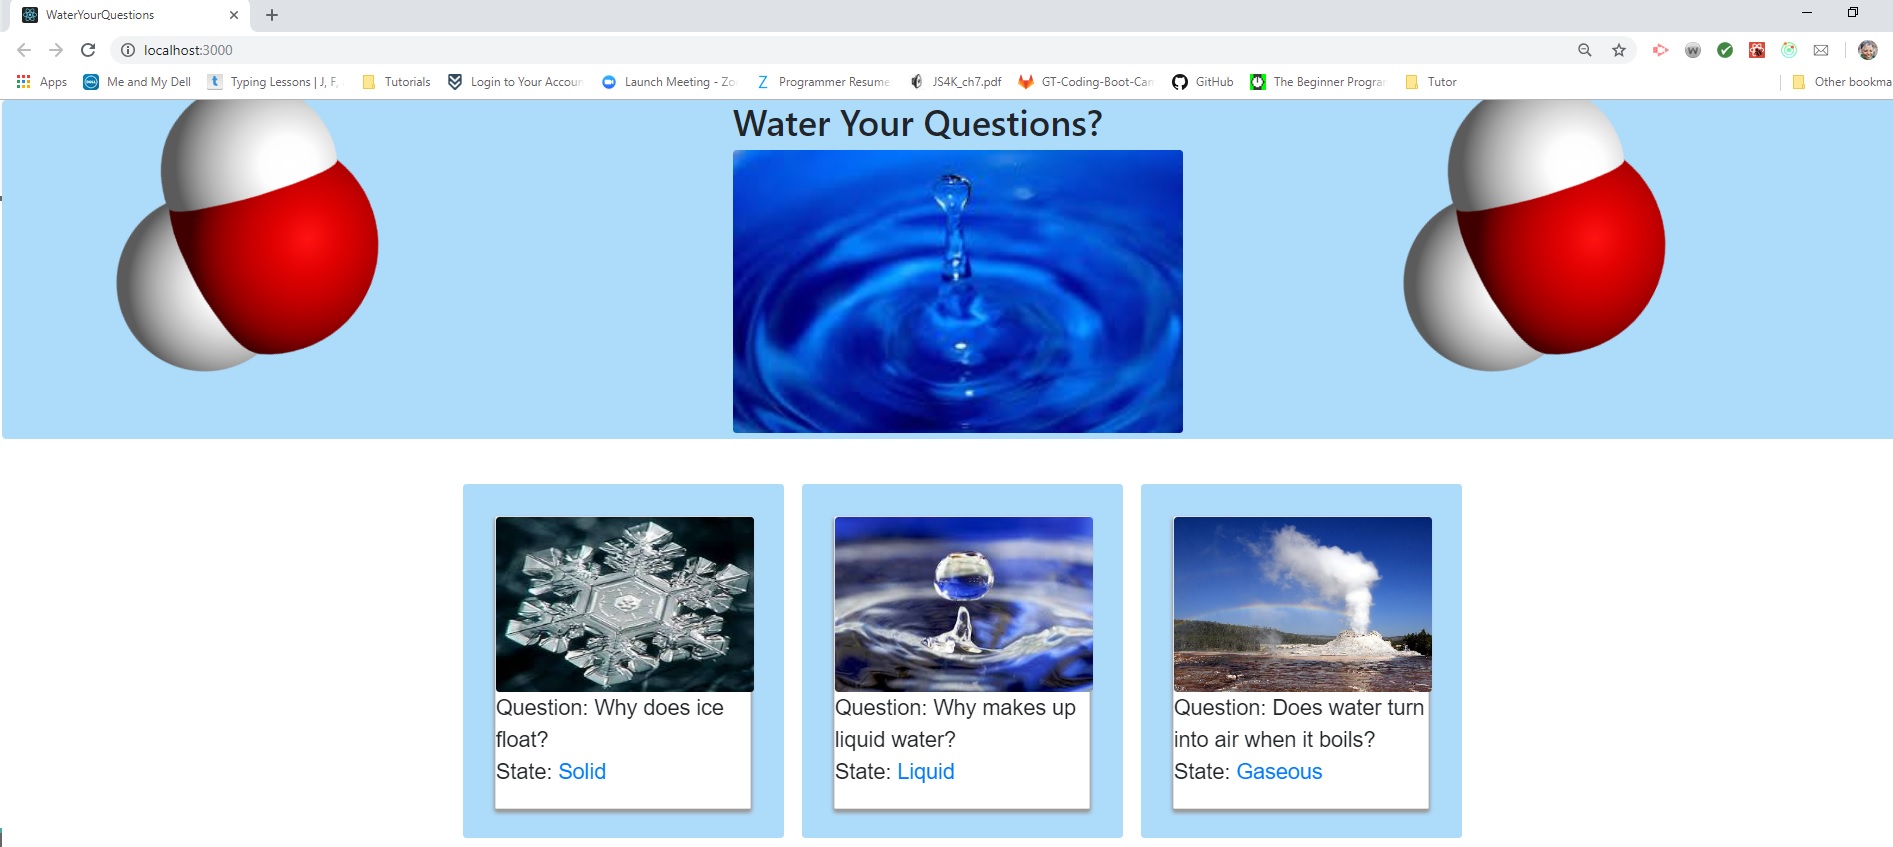 WaterYourQuestions
localhost:3000
Apps Me and My Dell Typing Lessons | J, F, Tutorials Login to Your Accoun Launch Meeting - Zo Programmer Resume JS4K_ch7.pdf GT-Coding-Boot-Cam GitHub The Beginner Progra Tutor Other bookma
Water Your Questions?
Question: Why does ice
float?
State: Solid
Question: Why makes up
liquid water?
State: Liquid
Question: Does water turn
into air when it boils?
State: Gaseous